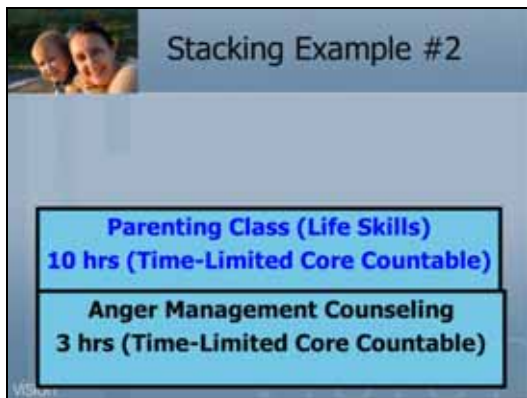 Stacking Example #2
Parenting Class (Life Skills)
10 hrs (Time-Limited Core Countable)
Anger Management Counseling
3 hrs (Time-Limited Core Countable)
vision